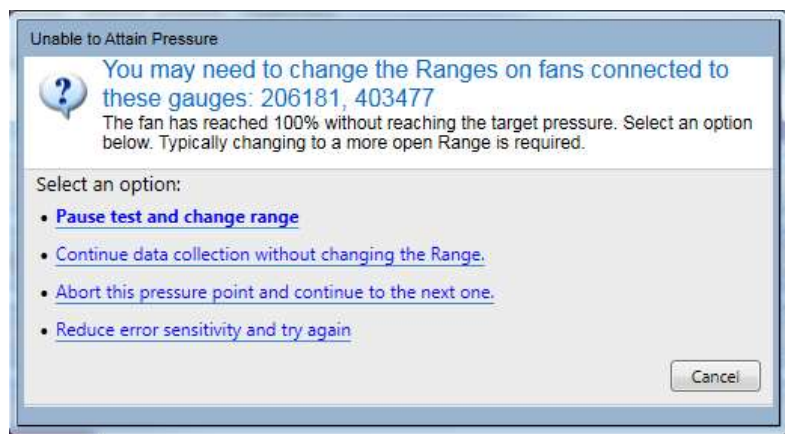 Unable to Attain Pressure
You may need to change the Ranges on fans connected to
these gauges: 206181, 403477
The fan has reached 100% without reaching the target pressure. Select an option
below. Typically changing to a more open Range is required.
Select an option:
• Pause test and change range
• Continue data collection without changing the Range.
• Abort this pressure point and continue to the next one.
• Reduce error sensitivity and try again
Cancel